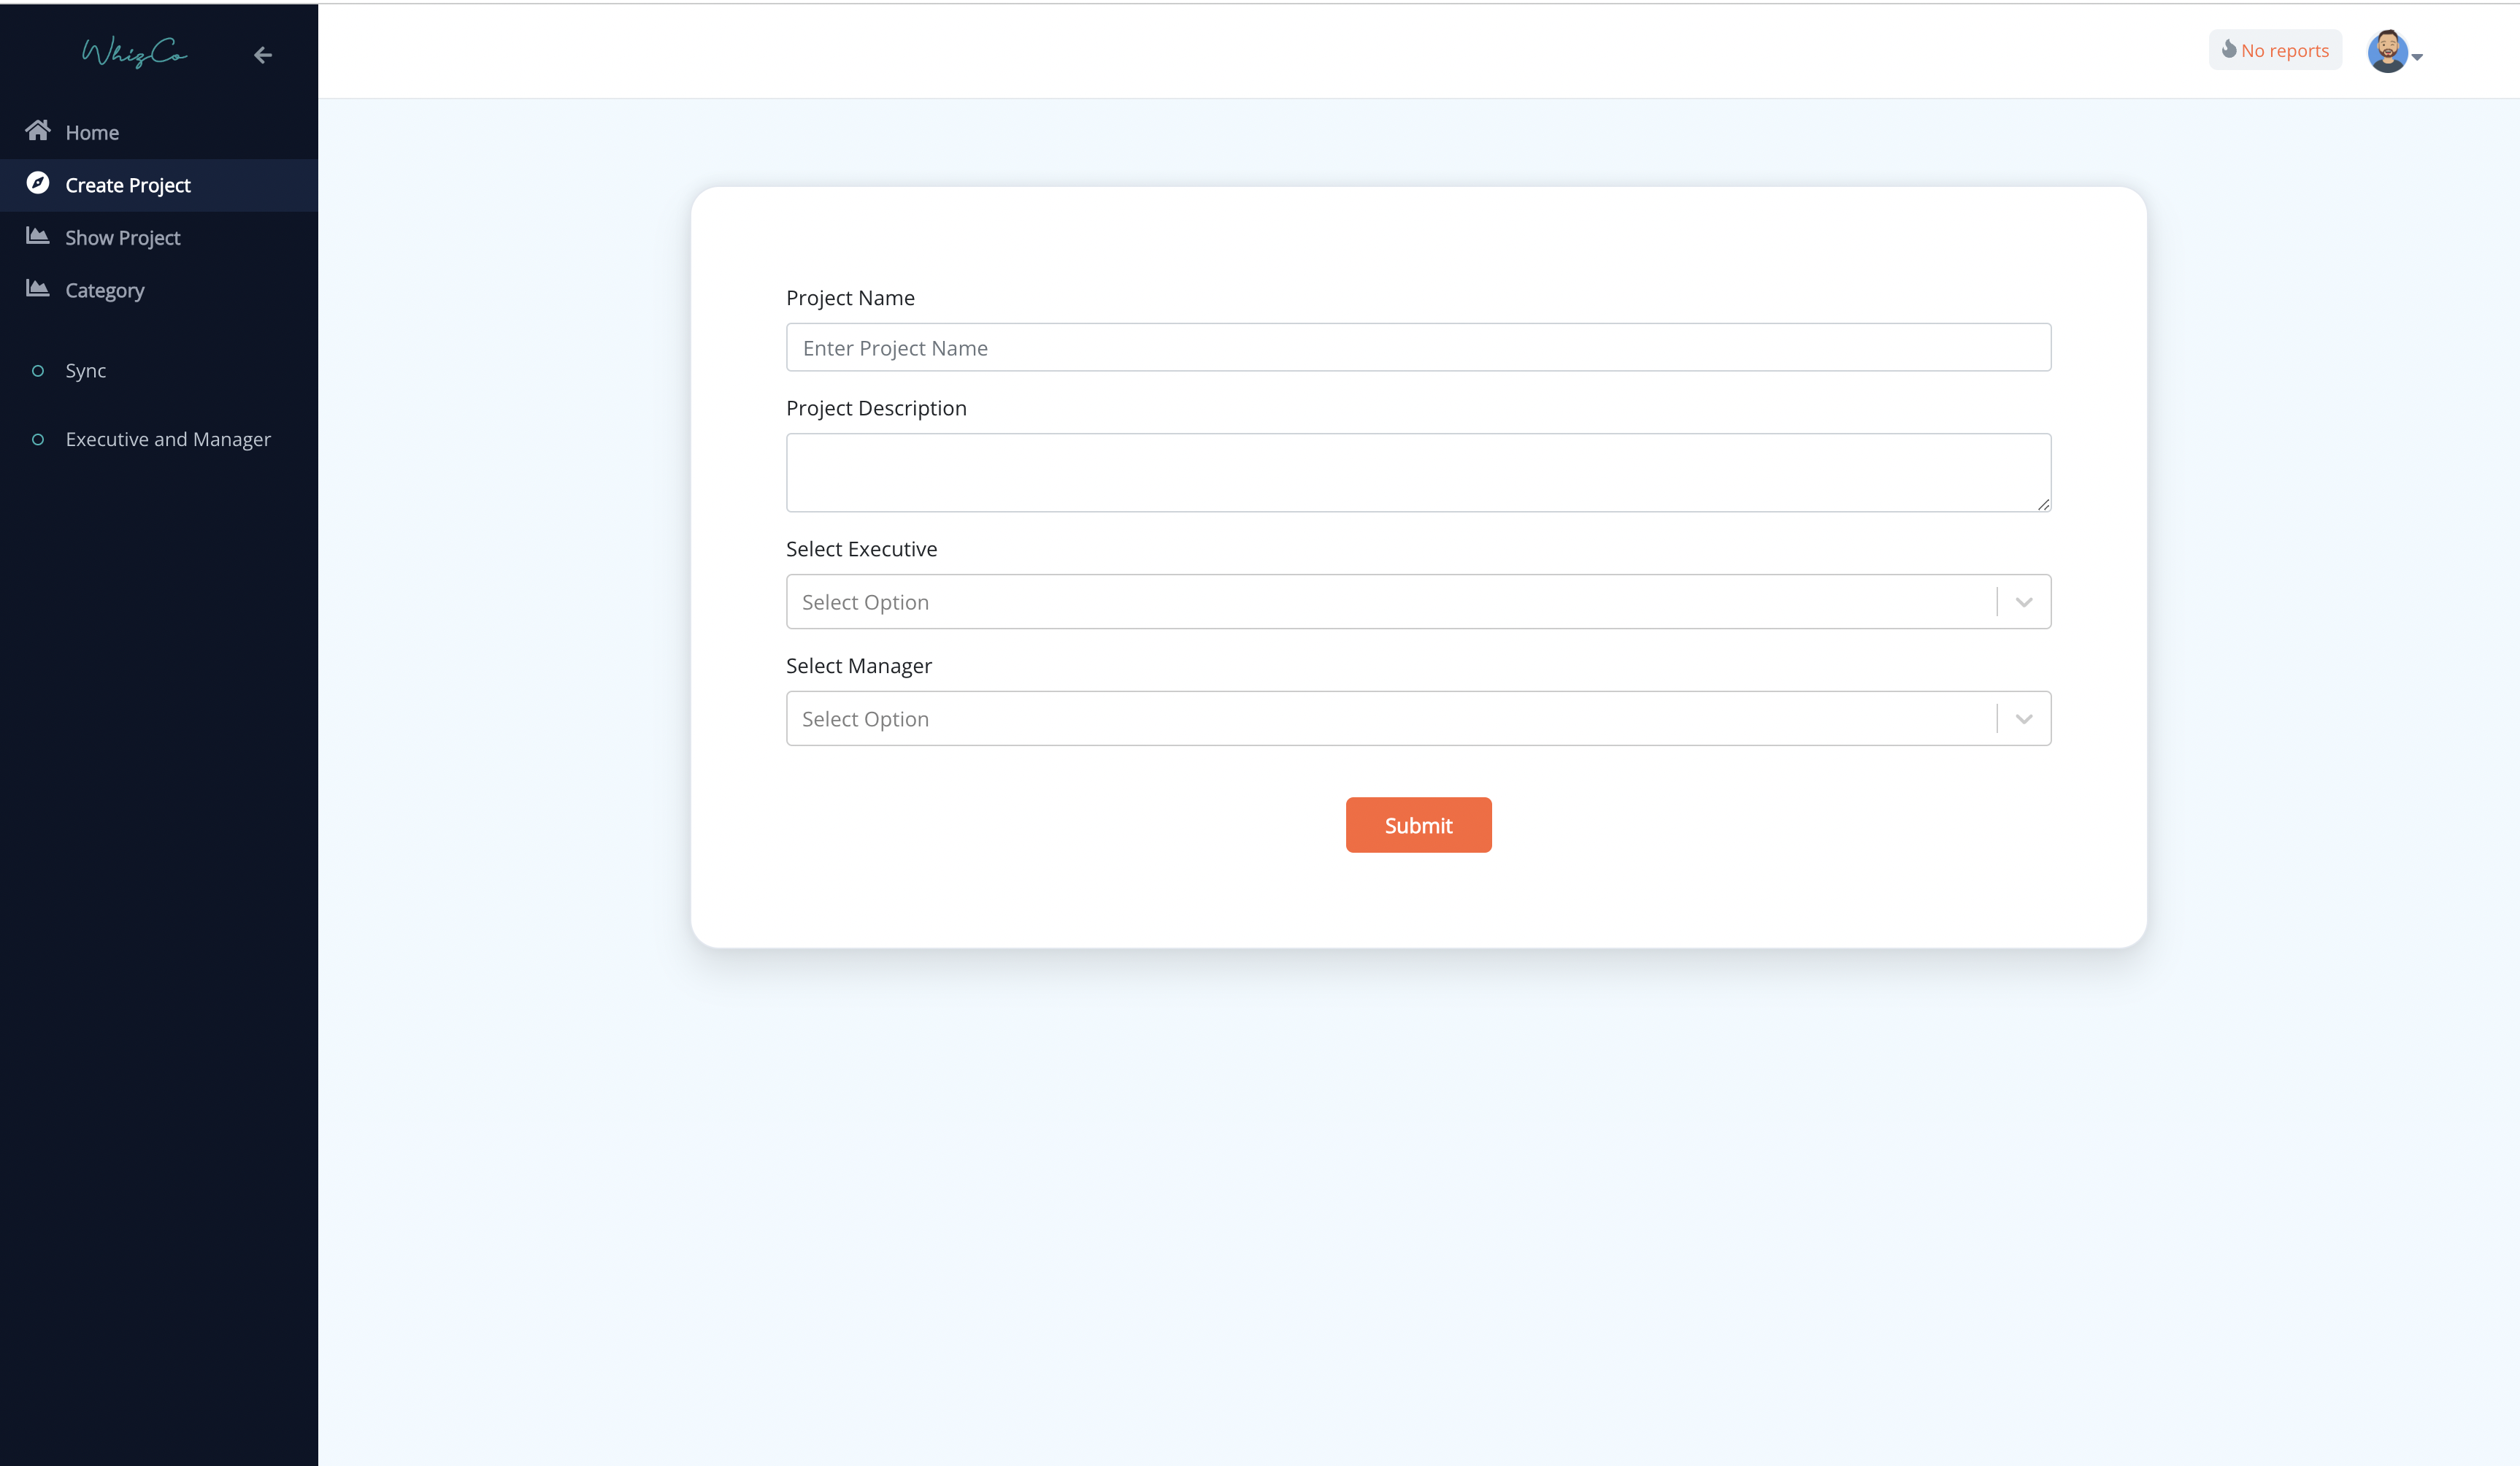 WhizCo
No reports
Home
Create Project
Show Project
Category
Sync
Executive and Manager
Project Name
Enter Project Name
Project Description
Select Executive
Select Option
Select Manager
Select Option
Submit